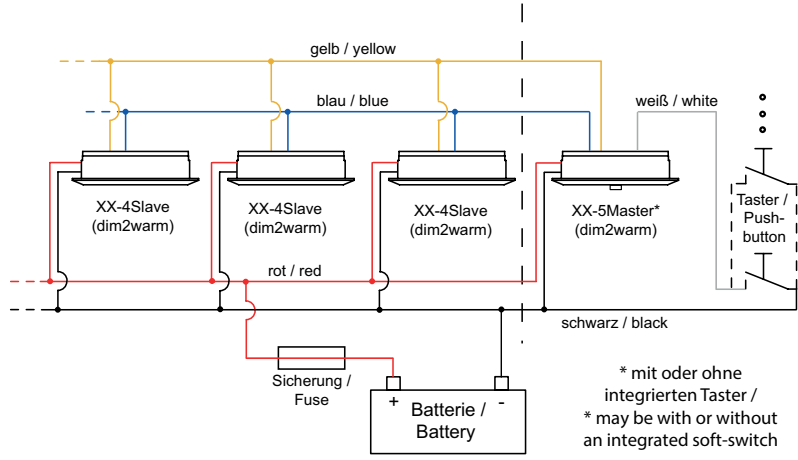 gelb / yellow
blau / blue
weiß / white
XX-4Slave
(dim2warm)
XX-4Slave
(dim2warm)
XX-4Slave
(dim2warm)
XX-5Master*
(dim2warm)
Taster /
Push-
button
rot / red
schwarz / black
Sicherung /
Fuse
+
-
Batterie /
Battery
* mit oder ohne
integrierten Taster /
* may be with or without
an integrated soft-switch